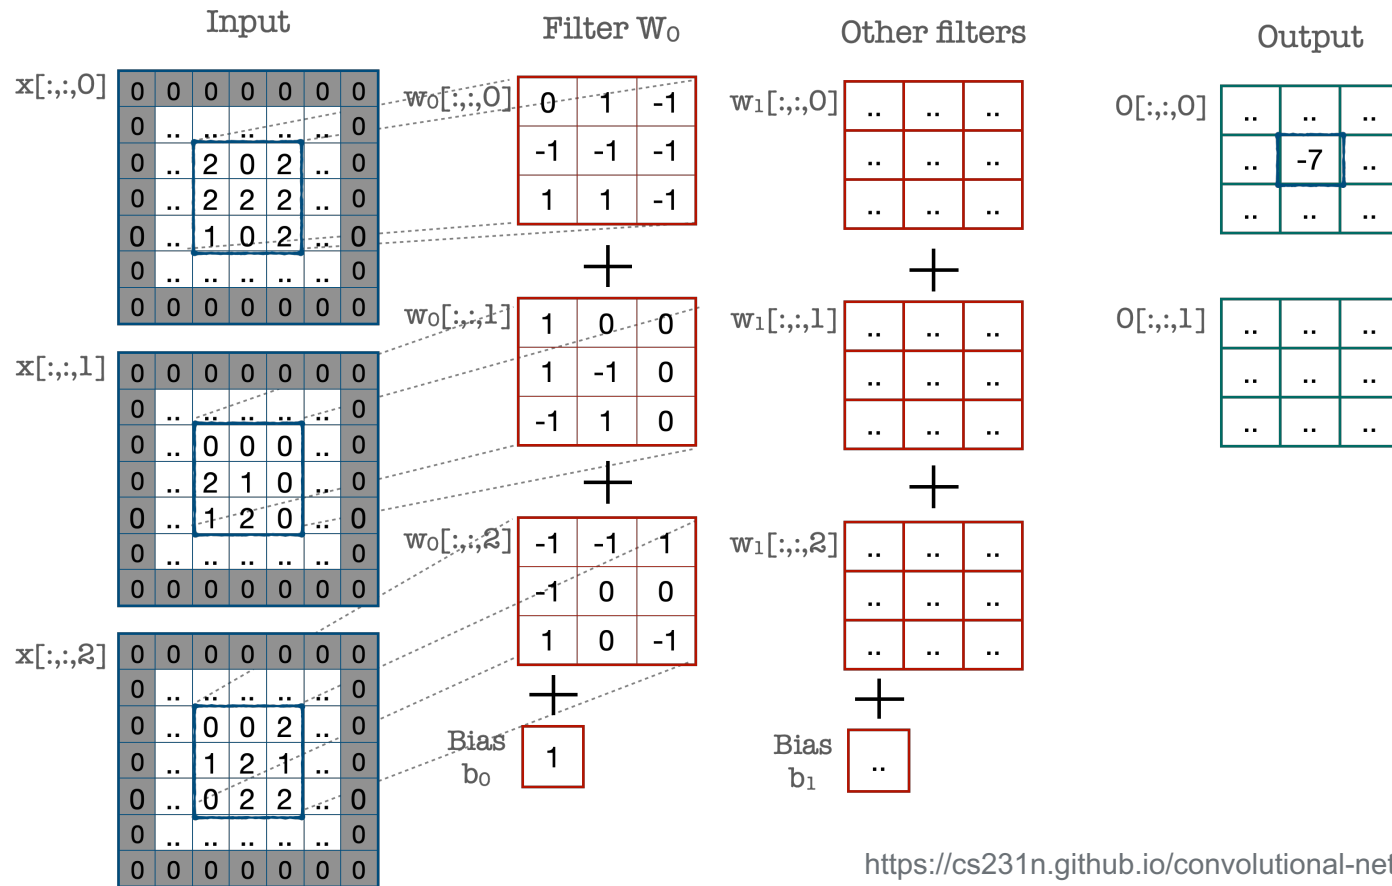 Input
Filter W₀
Other filters
Output
x[:,:,0]
0 0 0 0 0 0 0
0 .. .. .. .. .. 0
0 .. 2 0 2 .. 0
0 .. 2 2 2 .. 0
0 .. 1 0 2 .. 0
0 .. .. .. .. .. 0
0 0 0 0 0 0 0
x[:,:,1]
0 0 0 0 0 0 0
0 .. .. .. .. .. 0
0 .. 0 0 0 .. 0
0 .. 2 1 0 .. 0
0 .. 1 2 0 .. 0
0 .. .. .. .. .. 0
0 0 0 0 0 0 0
x[:,:,2]
0 0 0 0 0 0 0
0 .. .. .. .. .. 0
0 .. 0 0 2 .. 0
0 .. 1 2 1 .. 0
0 .. 0 2 2 .. 0
0 .. .. .. .. .. 0
0 0 0 0 0 0 0
w₀[:,:,0]
0 1 -1
-1 -1 -1
1 1 -1
+
w₀[:,:,1]
1 0 0
1 -1 0
-1 1 0
+
w₀[:,:,2]
-1 -1 1
-1 0 0
1 0 -1
+
Bias
b₀
1
w₁[:,:,0]
.. .. ..
.. .. ..
.. .. ..
+
w₁[:,:,1]
.. .. ..
.. .. ..
.. .. ..
+
w₁[:,:,2]
.. .. ..
.. .. ..
.. .. ..
+
Bias
b₁
..
0[:,:,0]
.. .. ..
.. -7 ..
.. .. ..
0[:,:,1]
.. .. ..
.. .. ..
.. .. ..
https://cs231n.github.io/convolutional-net